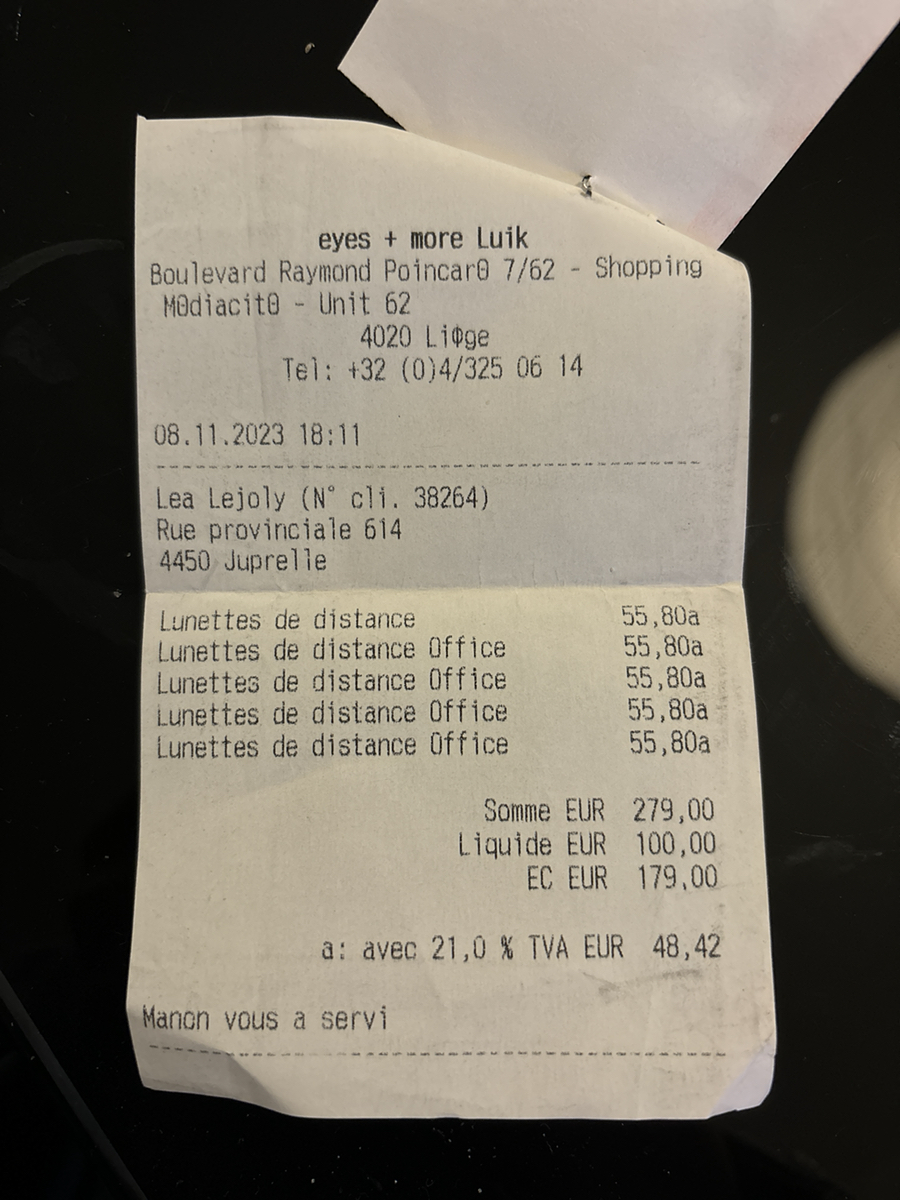 eyes + more Luik
Boulevard Raymond Poincar0 7/62 - Shopping
M0diacit0 - Unit 62
4020 LiΦge
Tel: +32 (0)4/325 06 14
08.11.2023 18:11
Lea Lejoly (N° cli. 38264)
Rue provinciale 614
4450 Juprelle
Lunettes de distance 55,80a
Lunettes de distance Office 55,80a
Lunettes de distance Office 55,80a
Lunettes de distance Office 55,80a
Lunettes de distance Office 55,80a
Somme EUR 279,00
Liquide EUR 100,00
EC EUR 179,00
a: avec 21,0 % TVA EUR 48,42
Manon vous a servi